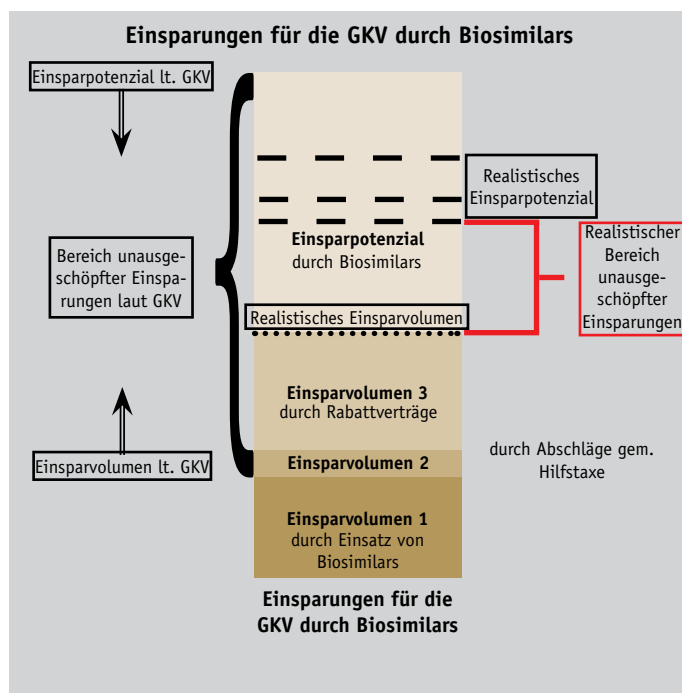 Einsparungen für die GKV durch Biosimilars
Einsparpotenzial lt. GKV
Realistisches
Einsparpotenzial
Einsparpotenzial
durch Biosimilars
Bereich unausge-
schöpfter Einspa-
rungen laut GKV
Realistischer
Bereich
unausge-
schöpfter
Einsparungen
Realistisches Einsparvolumen
Einsparvolumen 3
durch Rabattverträge
Einsparvolumen lt. GKV
Einsparvolumen 2
durch Abschläge gem.
Hilfstaxe
Einsparvolumen 1
durch Einsatz von
Biosimilars
Einsparungen für die
GKV durch Biosimilars